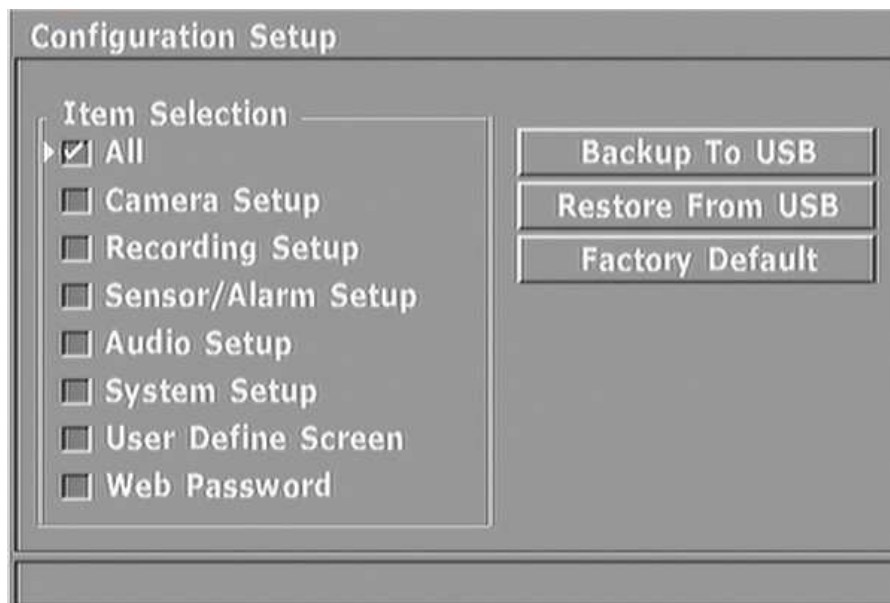 Configuration Setup
Item Selection
All
Camera Setup
Recording Setup
Sensor/Alarm Setup
Audio Setup
System Setup
User Define Screen
Web Password
Backup To USB
Restore From USB
Factory Default